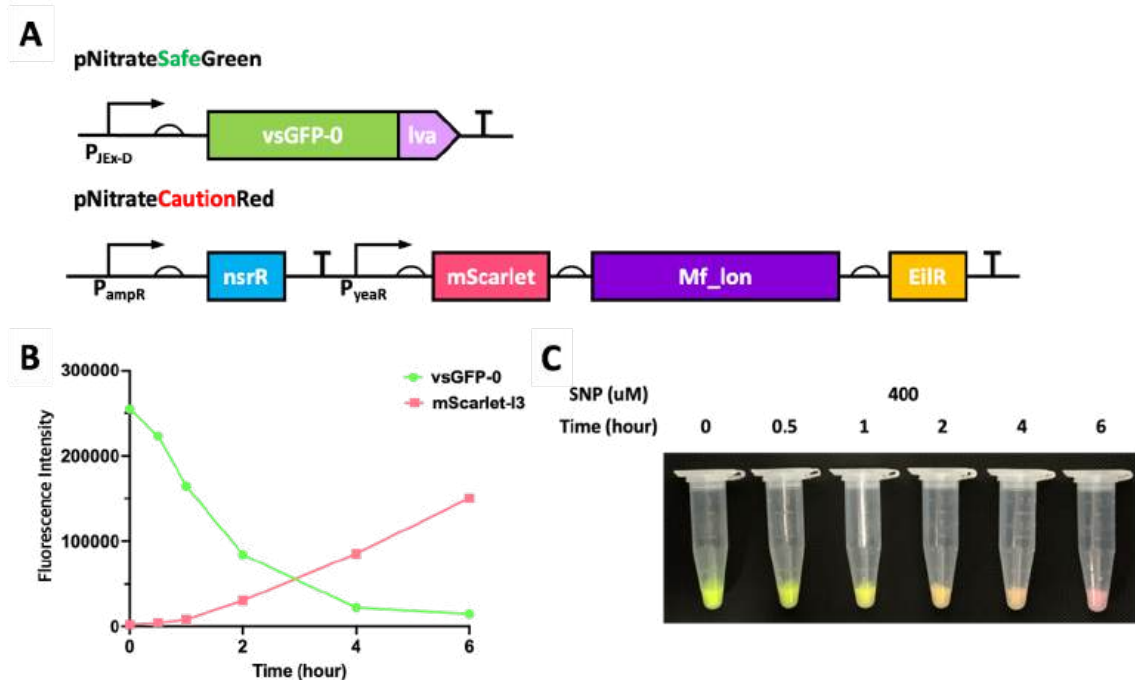 A
pNitrateSafeGreen
vsGFP-0 lva
PJEx-D
pNitrateCautionRed
nsrR mScarlet Mf_lon EilR
PampR PyeaR
B
300000
200000
100000
0
Fluorescence Intensity
vsGFP-0
mScarlet-I3
0 2 4 6
Time (hour)
C
SNP (uM) 400
Time (hour) 0 0.5 1 2 4 6